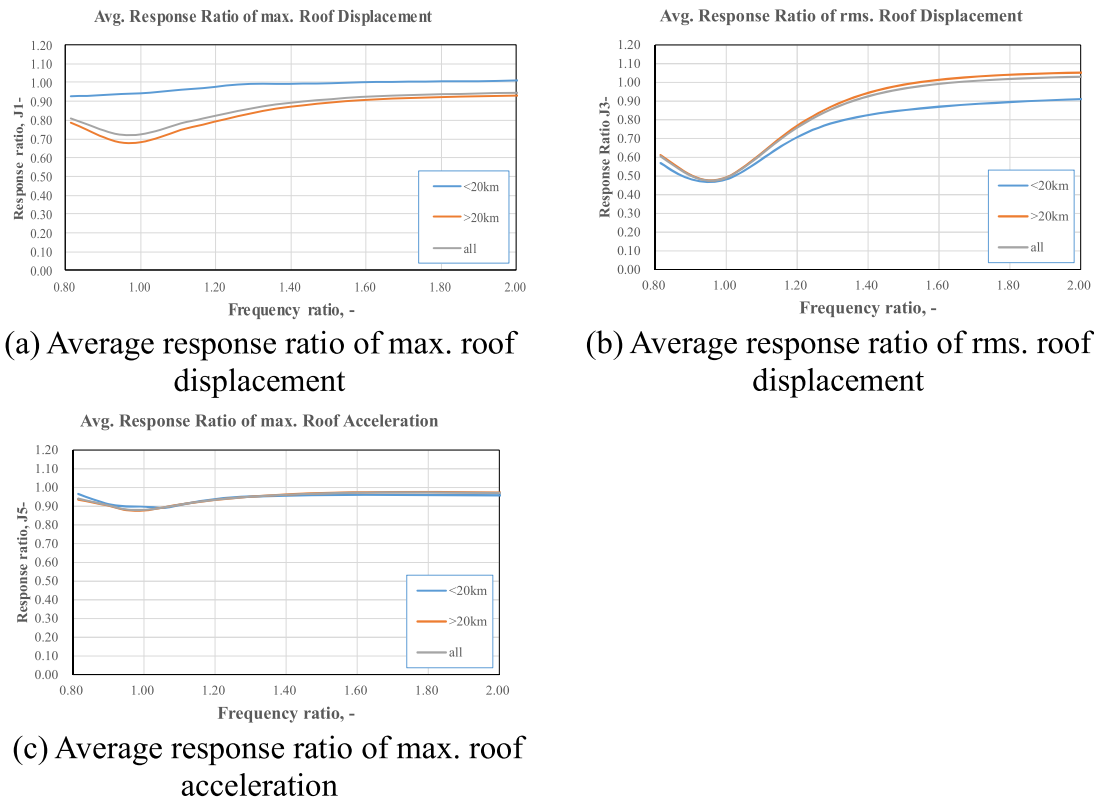 Avg. Response Ratio of max. Roof Displacement
1.20
1.10
1.00
0.90
0.80
0.70
0.60
0.50
0.40
0.30
0.20
0.10
0.00
Response ratio, J1-
<20km
>20km
all
0.80 1.00 1.20 1.40 1.60 1.80 2.00
Frequency ratio, -
(a) Average response ratio of max. roof
displacement
Avg. Response Ratio of rms. Roof Displacement
1.20
1.10
1.00
0.90
0.80
0.70
0.60
0.50
0.40
0.30
0.20
0.10
0.00
Response Ratio J3-
<20km
>20km
all
0.80 1.00 1.20 1.40 1.60 1.80 2.00
Frequency ratio, -
(b) Average response ratio of rms. roof
displacement
Avg. Response Ratio of max. Roof Acceleration
1.20
1.10
1.00
0.90
0.80
0.70
0.60
0.50
0.40
0.30
0.20
0.10
0.00
Response ratio, J5-
<20km
>20km
all
0.80 1.00 1.20 1.40 1.60 1.80 2.00
Frequency ratio, -
(c) Average response ratio of max. roof
acceleration